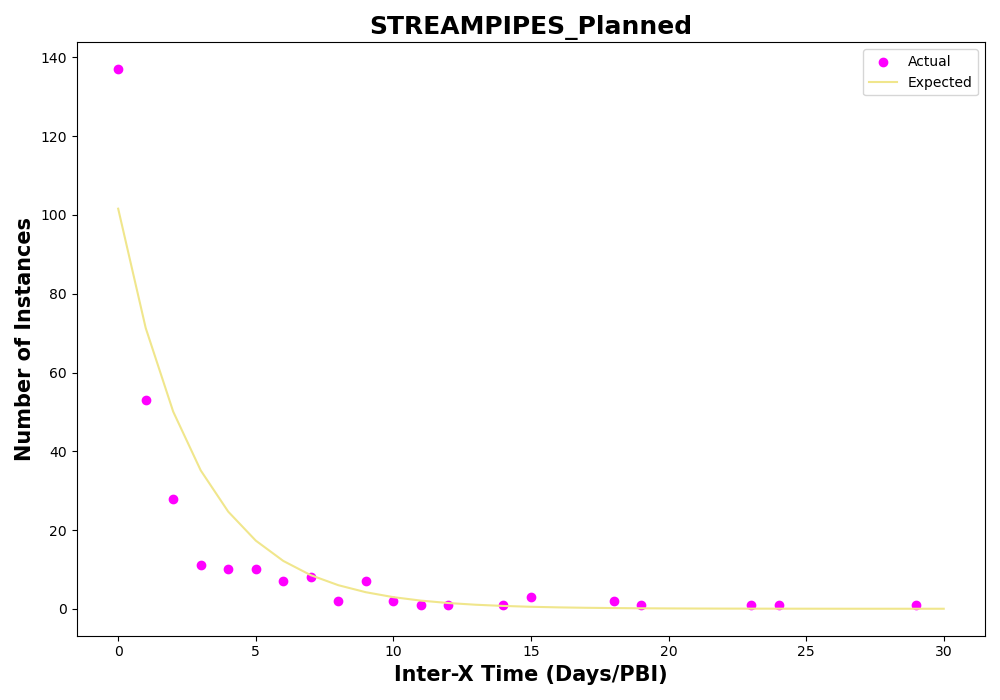 STREAMPIPES_Planned
Actual
Expected
Number of Instances
140
120
100
80
60
40
20
0
0 5 10 15 20 25 30
Inter-X Time (Days/PBI)